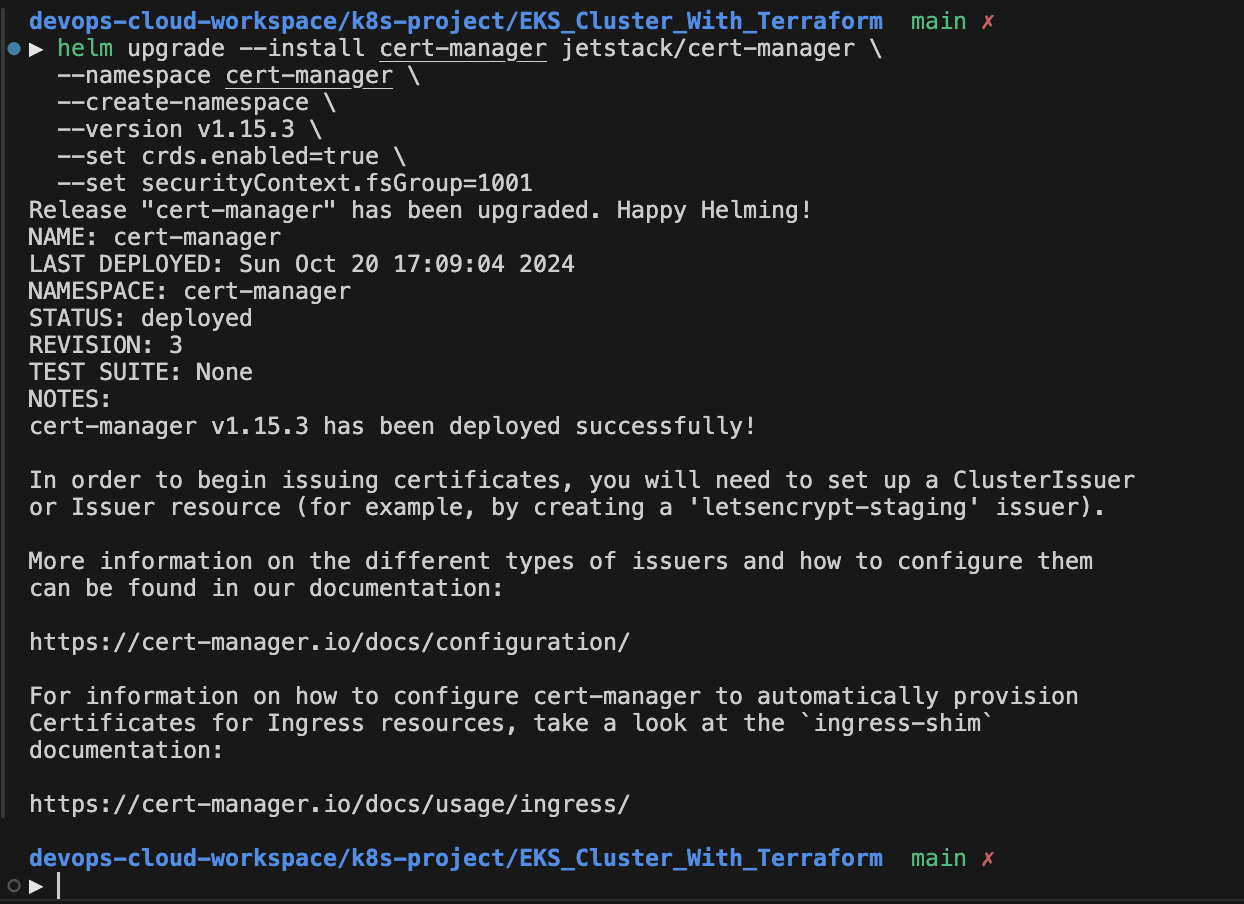 devops-cloud-workspace/k8s-project/EKS_Cluster_With_Terraform main ✗
▶ helm upgrade --install cert-manager jetstack/cert-manager \
--namespace cert-manager \
--create-namespace \
--version v1.15.3 \
--set crds.enabled=true \
--set securityContext.fsGroup=1001
Release "cert-manager" has been upgraded. Happy Helming!
NAME: cert-manager
LAST DEPLOYED: Sun Oct 20 17:09:04 2024
NAMESPACE: cert-manager
STATUS: deployed
REVISION: 3
TEST SUITE: None
NOTES:
cert-manager v1.15.3 has been deployed successfully!
In order to begin issuing certificates, you will need to set up a ClusterIssuer
or Issuer resource (for example, by creating a 'letsencrypt-staging' issuer).
More information on the different types of issuers and how to configure them
can be found in our documentation:
https://cert-manager.io/docs/configuration/
For information on how to configure cert-manager to automatically provision
Certificates for Ingress resources, take a look at the `ingress-shim`
documentation:
https://cert-manager.io/docs/usage/ingress/
devops-cloud-workspace/k8s-project/EKS_Cluster_With_Terraform main ✗
▶